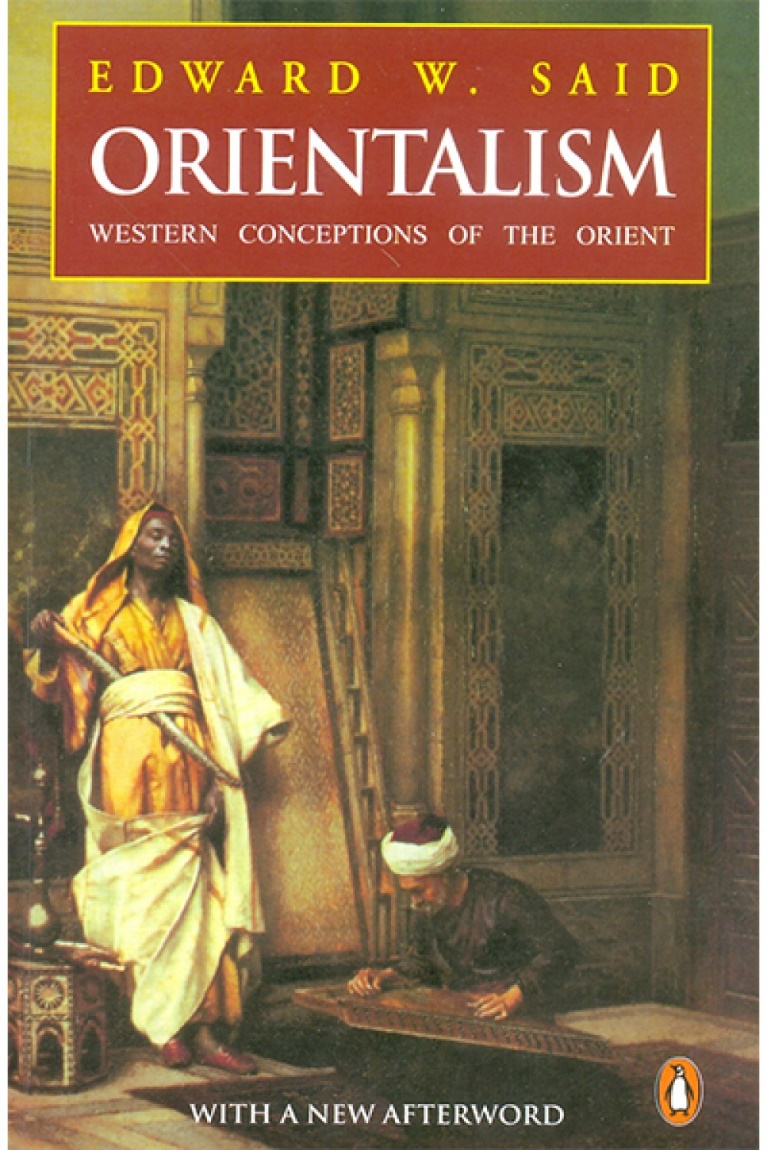 EDWARD W. SAID
ORIENTALISM
WESTERN CONCEPTIONS OF THE ORIENT
WITH A NEW AFTERWORD